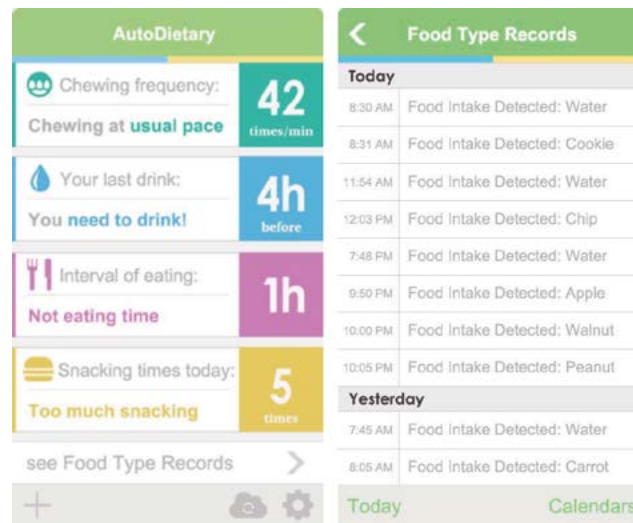 AutoDietary
Chewing frequency:
Chewing at usual pace
42
times/min
Your last drink:
You need to drink!
4h
before
Interval of eating:
Not eating time
1h
Snacking times today:
Too much snacking
5
times
see Food Type Records
Food Type Records
Today
8:30 AM Food Intake Detected: Water
8:31 AM Food Intake Detected: Cookie
11:54 AM Food Intake Detected: Water
12:03 PM Food Intake Detected: Chip
7:48 PM Food Intake Detected: Water
9:50 PM Food Intake Detected: Apple
10:00 PM Food Intake Detected: Walnut
10:05 PM Food Intake Detected: Peanut
Yesterday
7:45 AM Food Intake Detected: Water
8:05 AM Food Intake Detected: Carrot
Today Calendars